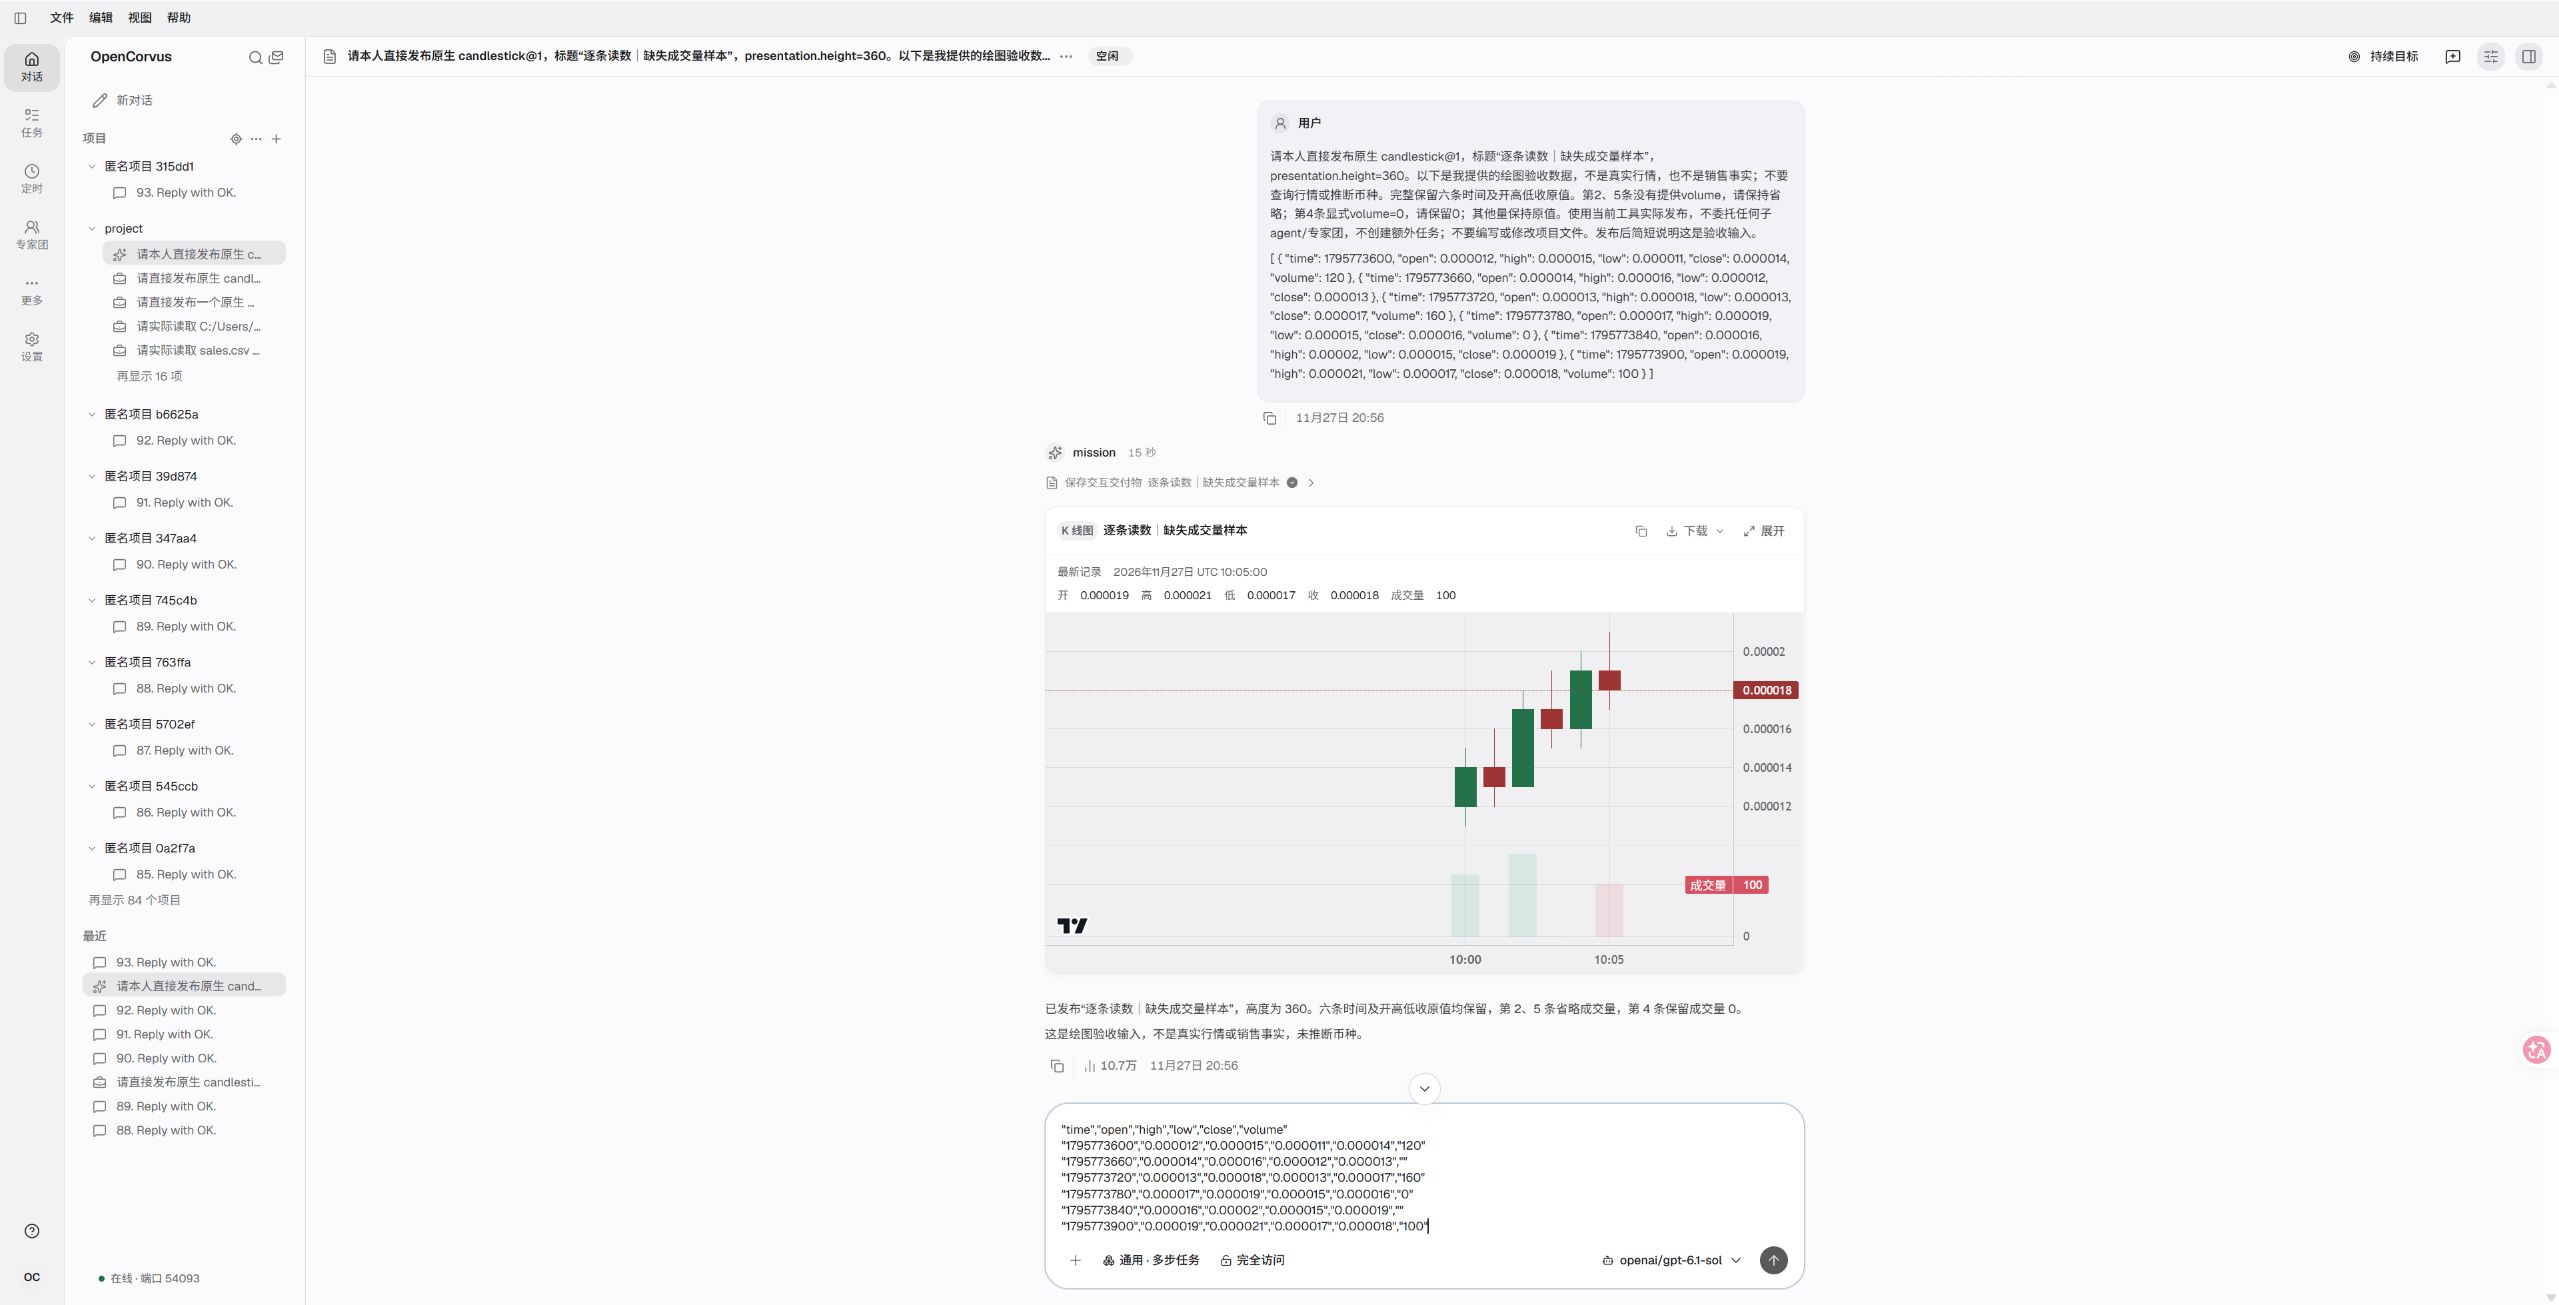 文件 编辑 视图 帮助
对话
任务
定时
专家团
更多
设置
OC
OpenCorvus
新对话
项目
匿名项目 315dd1
93. Reply with OK.
project
请本人直接发布原生 c...
请直接发布原生 candl...
请直接发布一个原生 ...
请实际读取 C:/Users/...
请实际读取 sales.csv ...
再显示 16 项
匿名项目 b6625a
92. Reply with OK.
匿名项目 39d874
91. Reply with OK.
匿名项目 347aa4
90. Reply with OK.
匿名项目 745c4b
89. Reply with OK.
匿名项目 763ffa
88. Reply with OK.
匿名项目 5702ef
87. Reply with OK.
匿名项目 545ccb
86. Reply with OK.
匿名项目 0a2f7a
85. Reply with OK.
再显示 84 个项目
最近
93. Reply with OK.
请本人直接发布原生 cand...
92. Reply with OK.
91. Reply with OK.
90. Reply with OK.
请直接发布原生 candlesti...
89. Reply with OK.
88. Reply with OK.
在线 · 端口 54093
请本人直接发布原生 candlestick@1，标题“逐条读数｜缺失成交量样本”，presentation.height=360。以下是我提供的绘图验收数... ··· 空闲
持续目标
用户
请本人直接发布原生 candlestick@1，标题“逐条读数｜缺失成交量样本”，
presentation.height=360。以下是我提供的绘图验收数据，不是真实行情，也不是销售事实；不要
查询行情或推断币种。完整保留六条时间及开高低收原值。第2、5条没有提供volume，请保持省
略；第4条显式volume=0，请保留0；其他量保持原值。使用当前工具实际发布，不委托任何子
agent/专家团，不创建额外任务；不要编写或修改项目文件。发布后简短说明这是验收输入。
[ { "time": 1795773600, "open": 0.000012, "high": 0.000015, "low": 0.000011, "close": 0.000014,
"volume": 120 }, { "time": 1795773660, "open": 0.000014, "high": 0.000016, "low": 0.000012,
"close": 0.000013 }, { "time": 1795773720, "open": 0.000013, "high": 0.000018, "low": 0.000013,
"close": 0.000017, "volume": 160 }, { "time": 1795773780, "open": 0.000017, "high": 0.000019,
"low": 0.000015, "close": 0.000016, "volume": 0 }, { "time": 1795773840, "open": 0.000016,
"high": 0.00002, "low": 0.000015, "close": 0.000019 }, { "time": 1795773900, "open": 0.000019,
"high": 0.000021, "low": 0.000017, "close": 0.000018, "volume": 100 } ]
11月27日 20:56
mission 15 秒
保存交互交付物 逐条读数｜缺失成交量样本
K 线图 逐条读数｜缺失成交量样本 下载 展开
最新记录 2026年11月27日 UTC 10:05:00
开 0.000019 高 0.000021 低 0.000017 收 0.000018 成交量 100
0.00002
0.000018
0.000016
0.000014
0.000012
成交量 100
0
10:00 10:05
已发布“逐条读数｜缺失成交量样本”，高度为 360。六条时间及开高低收原值均保留，第 2、5 条省略成交量，第 4 条保留成交量 0。
这是绘图验收输入，不是真实行情或销售事实，未推断币种。
10.7万 11月27日 20:56
"time","open","high","low","close","volume"
"1795773600","0.000012","0.000015","0.000011","0.000014","120"
"1795773660","0.000014","0.000016","0.000012","0.000013",""
"1795773720","0.000013","0.000018","0.000013","0.000017","160"
"1795773780","0.000017","0.000019","0.000015","0.000016","0"
"1795773840","0.000016","0.00002","0.000015","0.000019",""
"1795773900","0.000019","0.000021","0.000017","0.000018","100"
通用 · 多步任务 完全访问 openai/gpt-6.1-sol